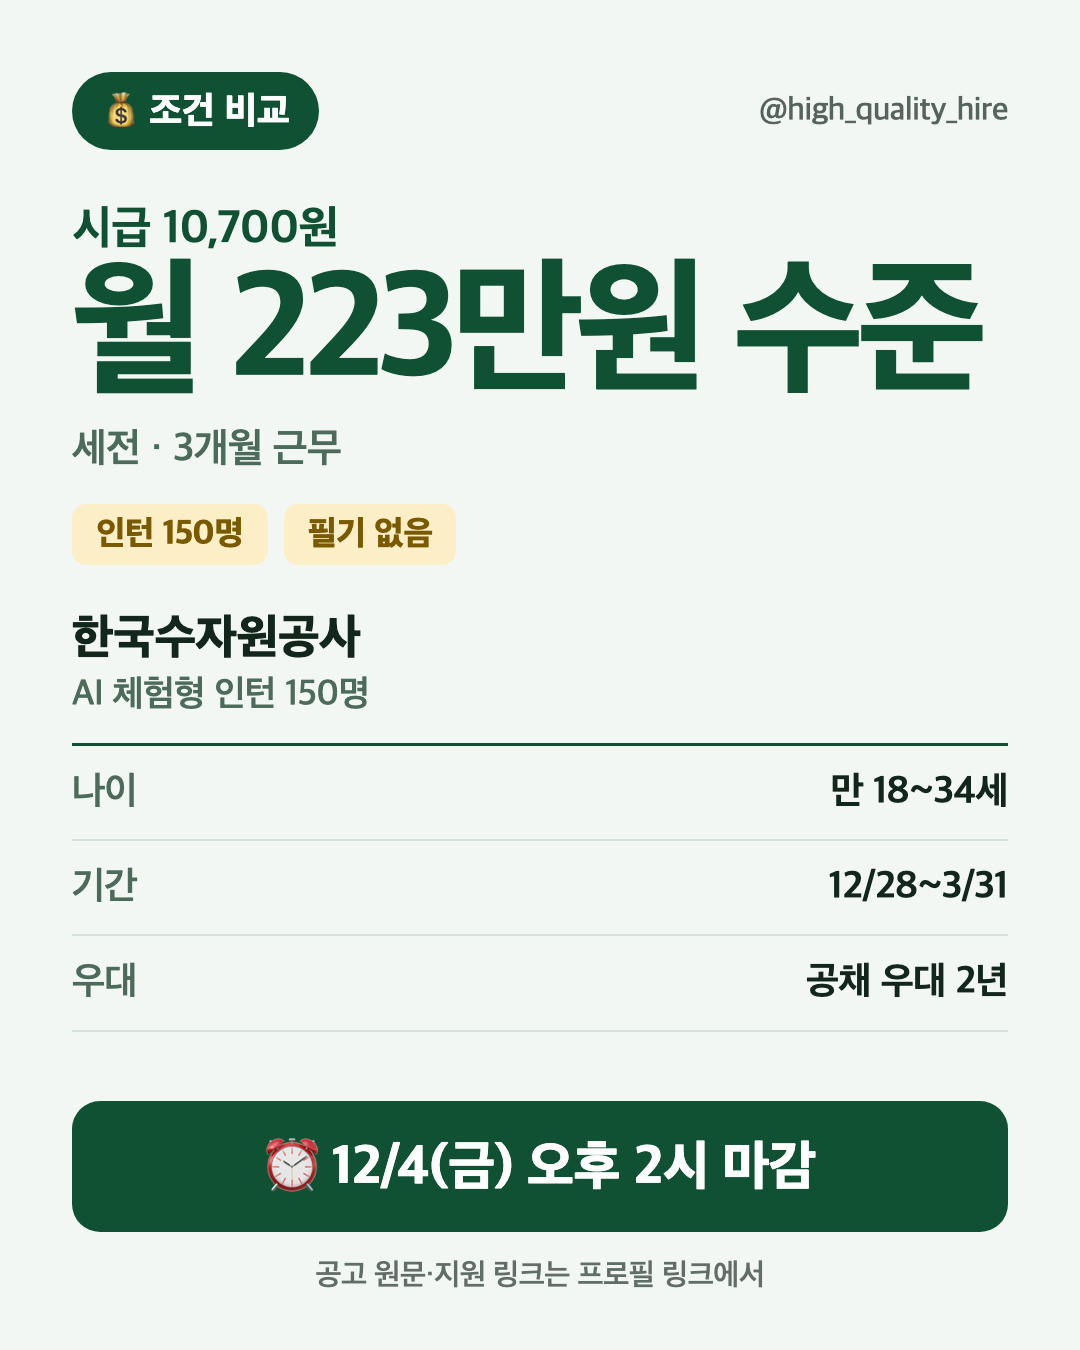 💰 조건 비교
@high_quality_hire
시급 10,700원
월 223만원 수준
세전 · 3개월 근무
인턴 150명
필기 없음
한국수자원공사
AI 체험형 인턴 150명
나이
만 18~34세
기간
12/28~3/31
우대
공채 우대 2년
⏰ 12/4(금) 오후 2시 마감
공고 원문·지원 링크는 프로필 링크에서